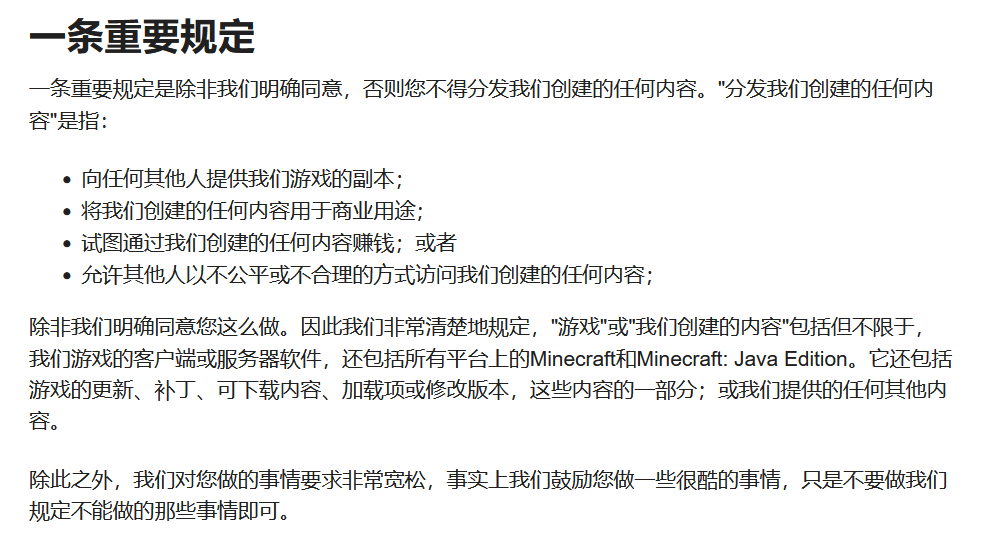 一条重要规定
一条重要规定是除非我们明确同意，否则您不得分发我们创建的任何内容。"分发我们创建的任何内
容"是指：
向任何其他人提供我们游戏的副本；
将我们创建的任何内容用于商业用途；
试图通过我们创建的任何内容赚钱；或者
允许其他人以不公平或不合理的方式访问我们创建的任何内容；
除非我们明确同意您这么做。因此我们非常清楚地规定，"游戏"或"我们创建的内容"包括但不限于，
我们游戏的客户端或服务器软件，还包括所有平台上的Minecraft和Minecraft: Java Edition。它还包括
游戏的更新、补丁、可下载内容、加载项或修改版本，这些内容的一部分；或我们提供的任何其他内
容。
除此之外，我们对您做的事情要求非常宽松，事实上我们鼓励您做一些很酷的事情，只是不要做我们
规定不能做的那些事情即可。